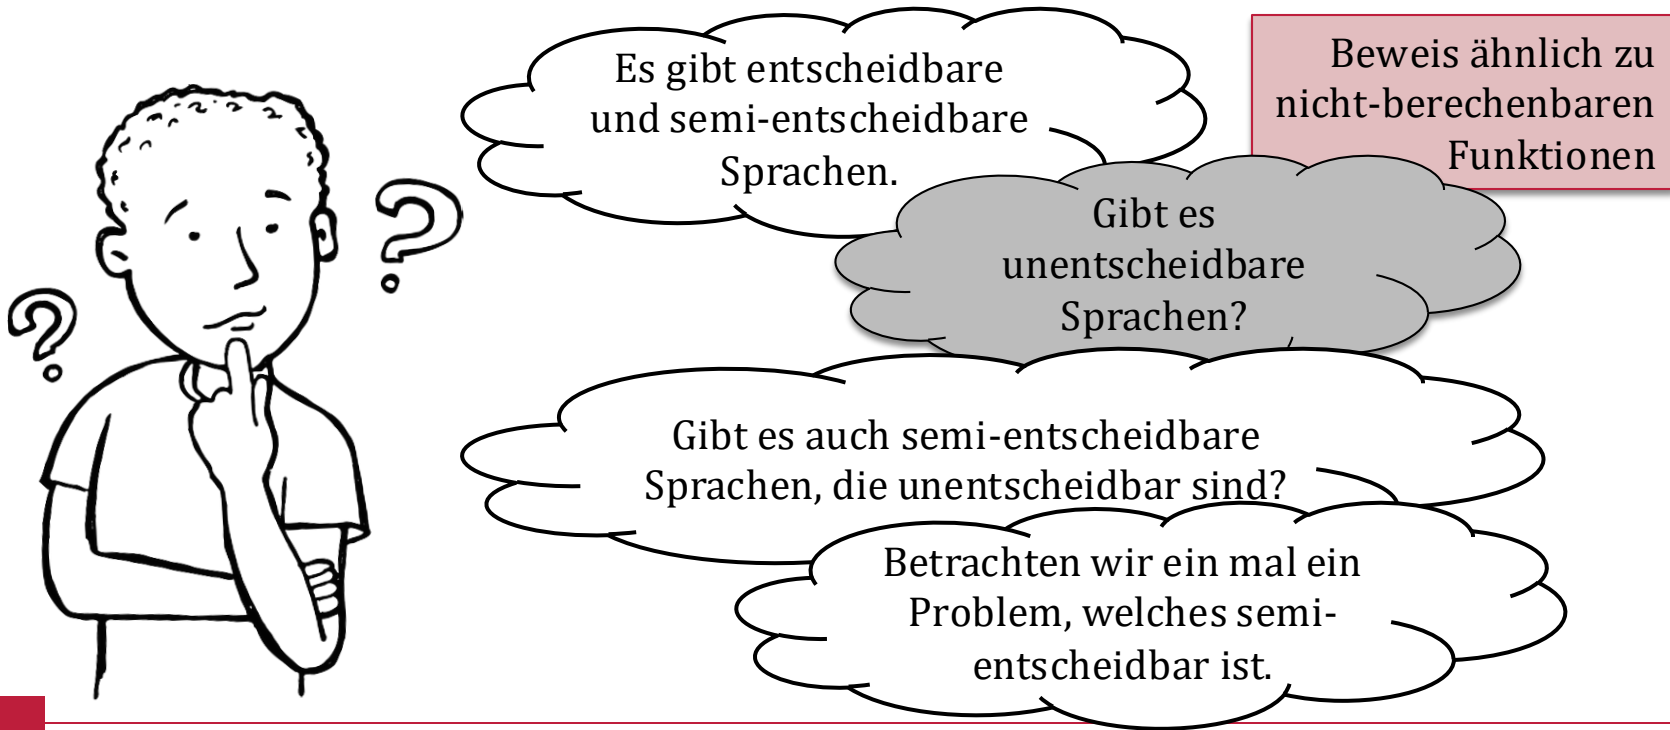 Es gibt entscheidbare
und semi-entscheidbare
Sprachen.
Beweis ähnlich zu
nicht-berechenbaren
Funktionen
Gibt es
unentscheidbare
Sprachen?
Gibt es auch semi-entscheidbare
Sprachen, die unentscheidbar sind?
Betrachten wir ein mal ein
Problem, welches semi-
entscheidbar ist.